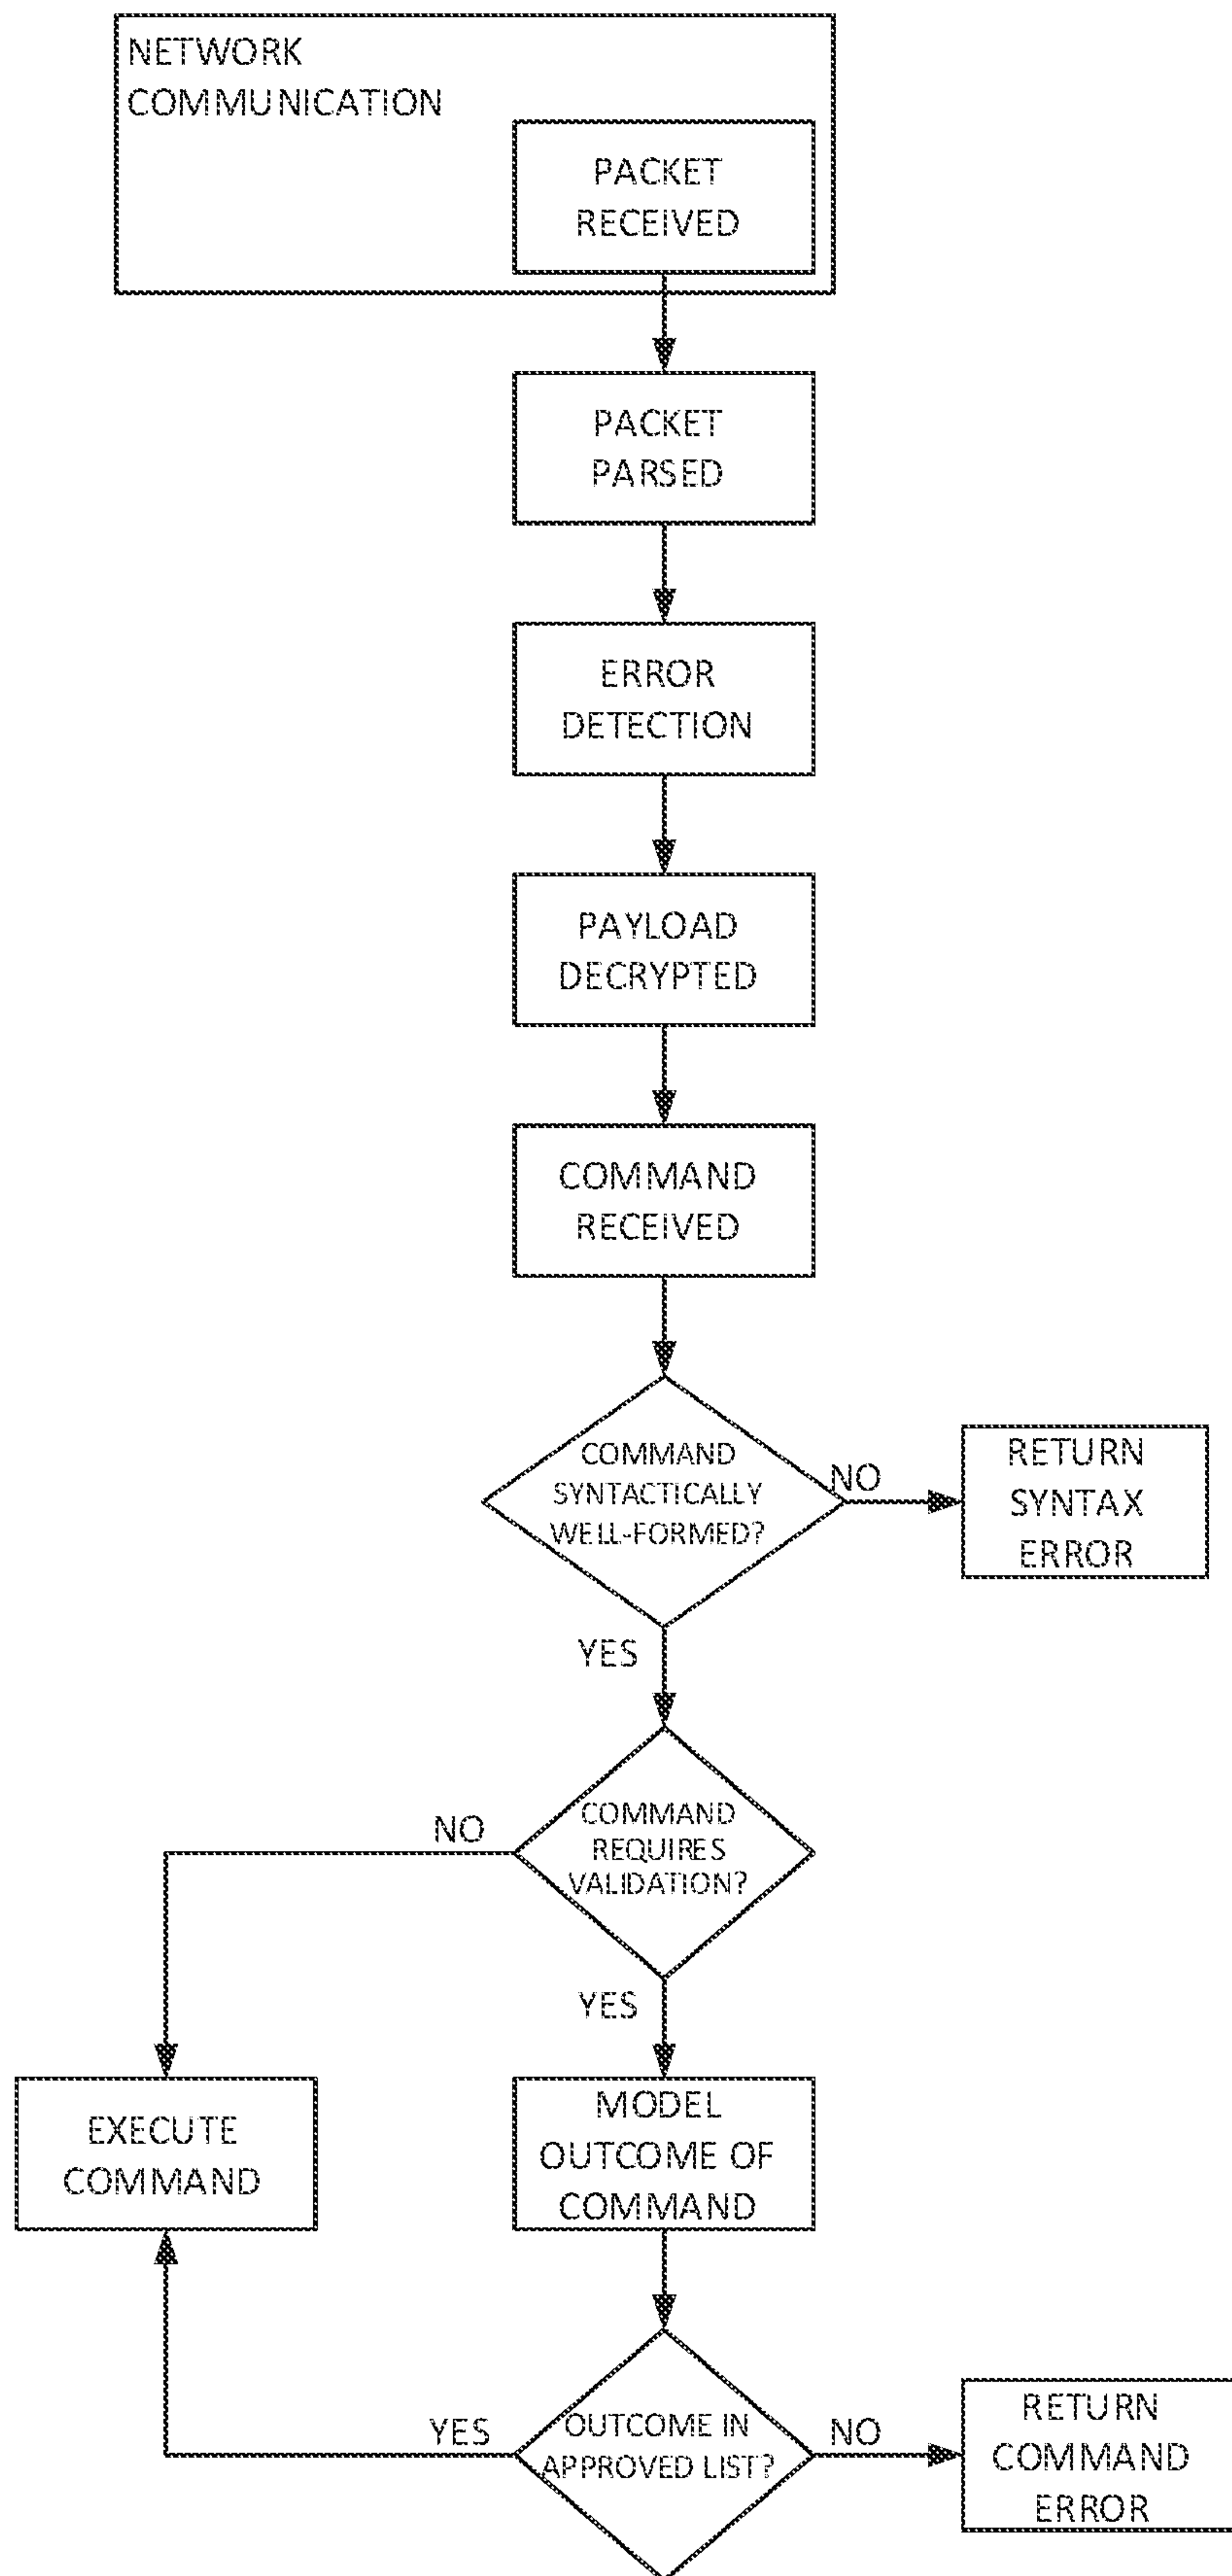 NETWORK
COMMUNICATION
PACKET
RECEIVED
PACKET
PARSED
ERROR
DETECTION
PAYLOAD
DECRYPTED
COMMAND
RECEIVED
COMMAND
SYNTACTICALLY
WELL-FORMED?
NO
RETURN
SYNTAX
ERROR
YES
COMMAND
REQUIRES
VALIDATION?
NO
YES
EXECUTE
COMMAND
MODEL
OUTCOME OF
COMMAND
OUTCOME IN
APPROVED LIST?
YES
NO
RETURN
COMMAND
ERROR